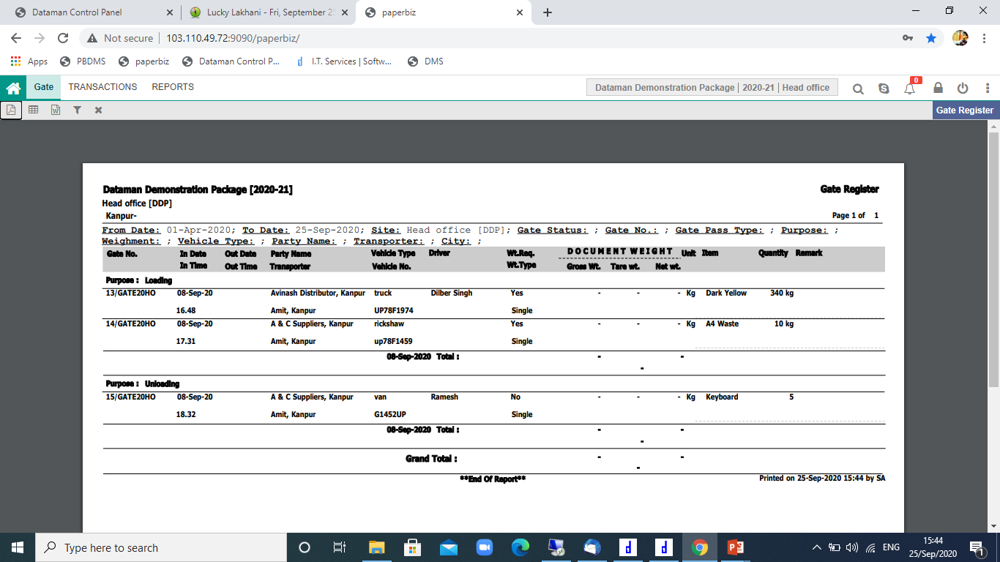 Dataman Control Panel
Lucky Lakhani - Fri, September 25
paperbiz
Not secure | 103.110.49.72:9090/paperbiz/
Apps PBDMS paperbiz Dataman Control P... d I.T. Services | Softw... DMS
Gate TRANSACTIONS REPORTS Dataman Demonstration Package | 2020-21 | Head office 0
Gate Register
Dataman Demonstration Package [2020-21] Gate Register
Head office [DDP]
Kanpur- Page 1 of 1
From Date: 01-Apr-2020; To Date: 25-Sep-2020; Site: Head office [DDP]; Gate Status: ; Gate No.: ; Gate Pass Type: ; Purpose: ;
Weighment: ; Vehicle Type: ; Party Name: ; Transporter: ; City: ;
Gate No. In Date Out Date Party Name Vehicle Type Driver Wt.Req. DOCUMENT WEIGHT Unit Item Quantity Remark
In Time Out Time Transporter Vehicle No. Wt.Type Gross Wt. Tare wt. Net wt.
Purpose : Loading
13/GATE20HO 08-Sep-20 Avinash Distributor, Kanpur truck Dilber Singh Yes - - - Kg Dark Yellow 340 kg
16.48 Amit, Kanpur UP78F1974 Single
14/GATE20HO 08-Sep-20 A & C Suppliers, Kanpur rickshaw Yes - - - Kg A4 Waste 10 kg
17.31 Amit, Kanpur up78F1459 Single
08-Sep-2020 Total : - -
-
Purpose : Unloading
15/GATE20HO 08-Sep-20 A & C Suppliers, Kanpur van Ramesh No - - - Kg Keyboard 5
18.32 Amit, Kanpur G1452UP Single
08-Sep-2020 Total : - -
-
Grand Total : - -
-
**End Of Report** Printed on 25-Sep-2020 15:44 by SA
Type here to search d d ENG 15:44
25/Sep/2020 1